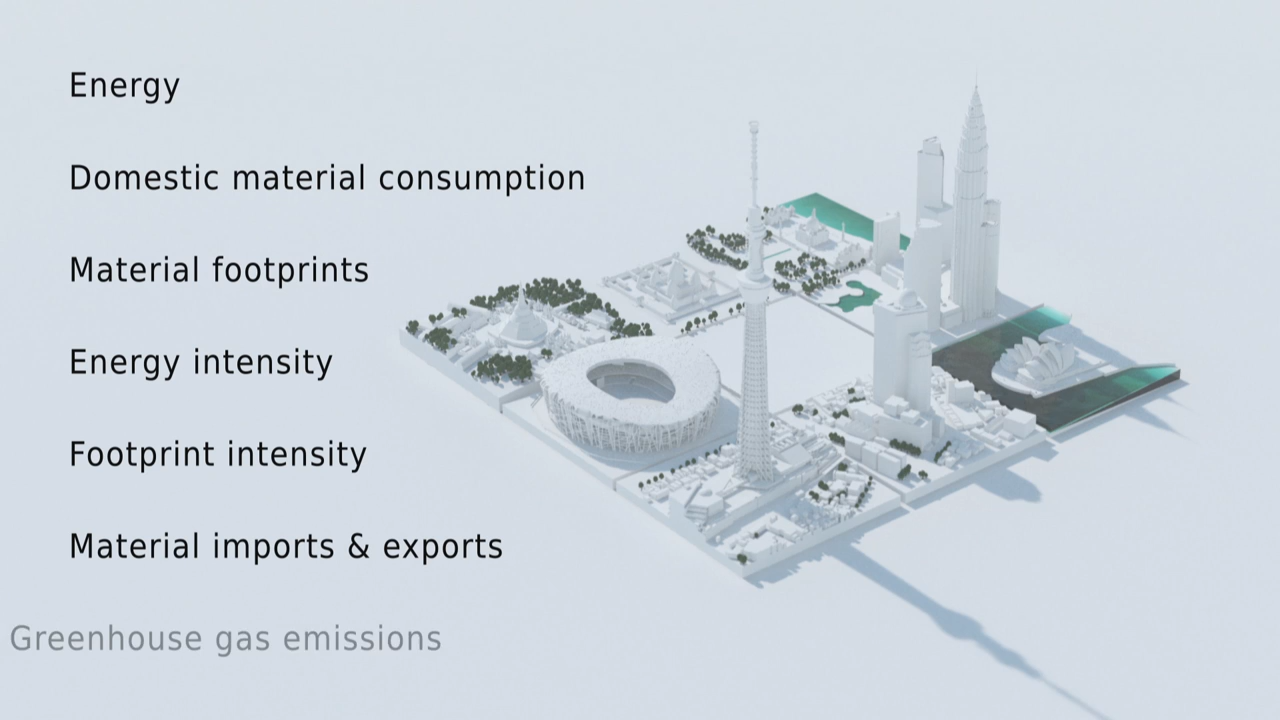 Energy
Domestic material consumption
Material footprints
Energy intensity
Footprint intensity
Material imports & exports
Greenhouse gas emissions